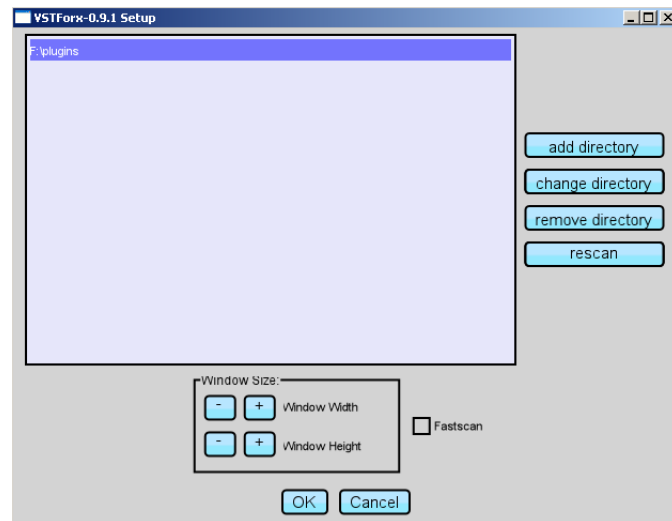 VSTForx-0.9.1 Setup
F:\plugins
add directory
change directory
remove directory
rescan
Window Size:
- + Window Width
- + Window Height
Fastscan
OK Cancel